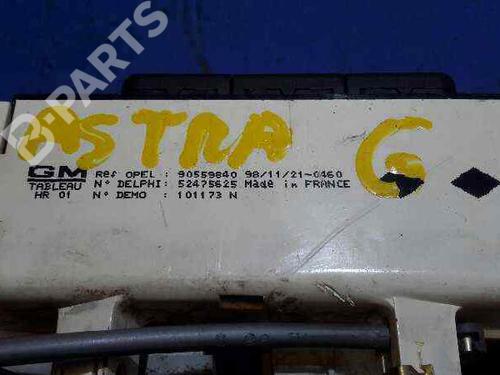 B-PARTS
ASTRA G
GM Ref OPEL : 90559840 98/11/21-0460
TABLEAU N° DELPHI: 52475625 Made in FRANCE
HR 01 N° DEMO : 101173 N